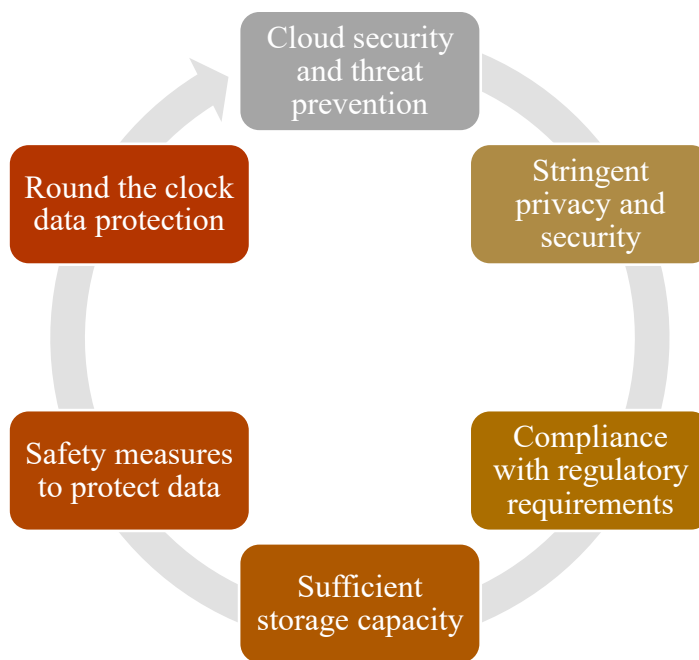 Cloud security
and threat
prevention
Stringent
privacy and
security
Compliance
with regulatory
requirements
Sufficient
storage capacity
Safety measures
to protect data
Round the clock
data protection